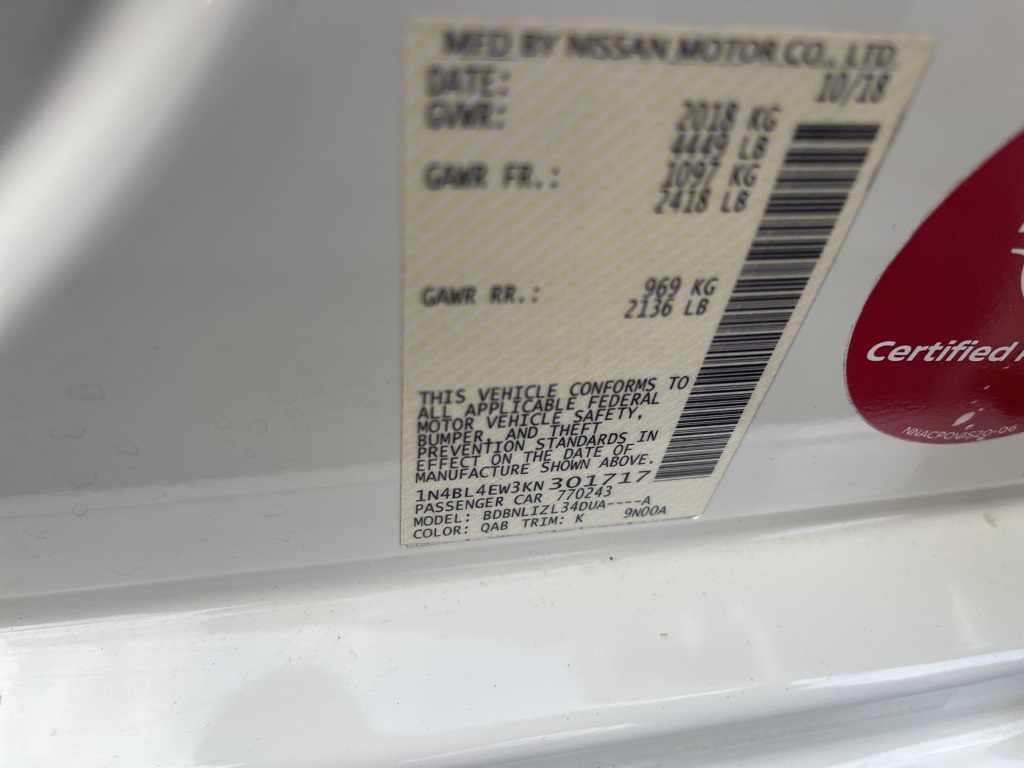 MFD BY NISSAN MOTOR CO., LTD.
DATE: 10/18
GVWR: 2018 KG
4449 LB
GAWR FR.: 1097 KG
2418 LB
GAWR RR.: 969 KG
2136 LB
THIS VEHICLE CONFORMS TO
ALL APPLICABLE FEDERAL
MOTOR VEHICLE SAFETY,
BUMPER, AND THEFT
PREVENTION STANDARDS IN
EFFECT ON THE DATE OF
MANUFACTURE SHOWN ABOVE.
1N4BL4EW3KN301717
PASSENGER CAR 770243
MODEL: BDBNLIZL34DUA----A
COLOR: QAB TRIM: K 9N00A
Certified
NNACPOVIS20-06